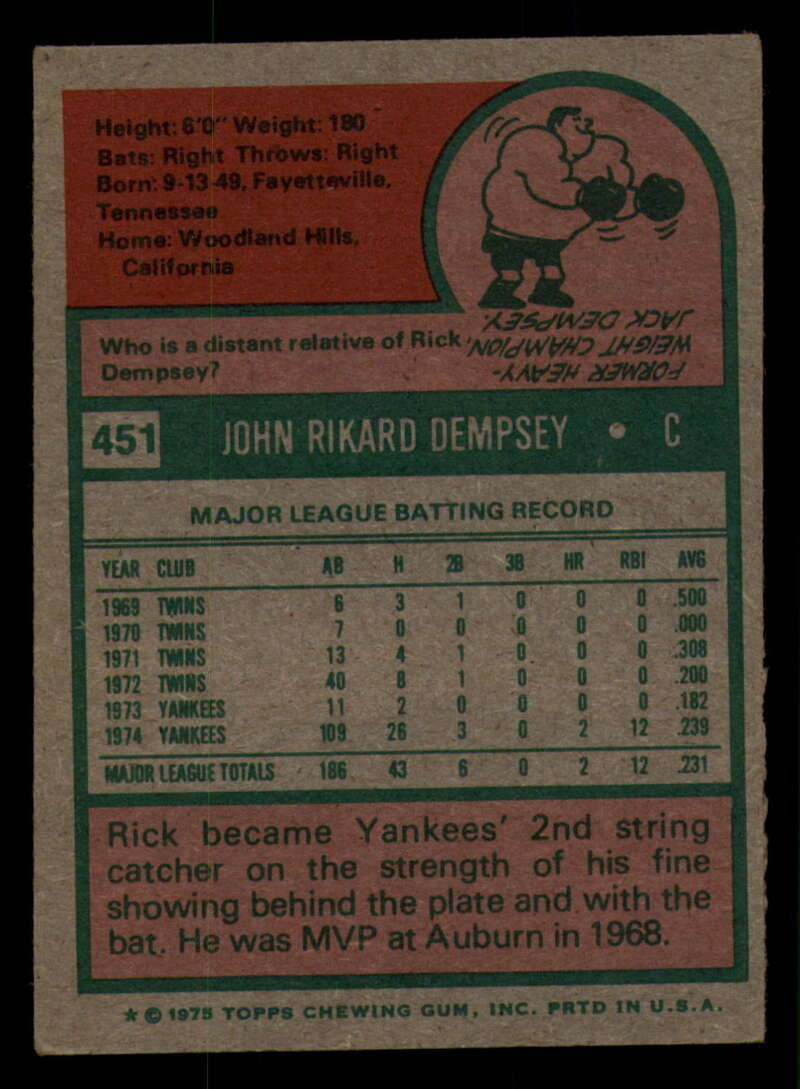 Height: 6'0" Weight: 180
Bats: Right Throws: Right
Born: 9-13-49, Fayetteville,
Tennessee
Home: Woodland Hills,
California
Who is a distant relative of Rick
Dempsey?
FORMER HEAVY-
WEIGHT CHAMPION,
JACK DEMPSEY.
451 JOHN RIKARD DEMPSEY • C
MAJOR LEAGUE BATTING RECORD
YEAR CLUB AB H 2B 3B HR RBI AVG
1969 TWINS 6 3 1 0 0 0 .500
1970 TWINS 7 0 0 0 0 0 .000
1971 TWINS 13 4 1 0 0 0 .308
1972 TWINS 40 8 1 0 0 0 .200
1973 YANKEES 11 2 0 0 0 0 .182
1974 YANKEES 109 26 3 0 2 12 .239
MAJOR LEAGUE TOTALS 186 43 6 0 2 12 .231
Rick became Yankees' 2nd string
catcher on the strength of his fine
showing behind the plate and with the
bat. He was MVP at Auburn in 1968.
★ © 1975 TOPPS CHEWING GUM, INC. PRTD IN U.S.A.